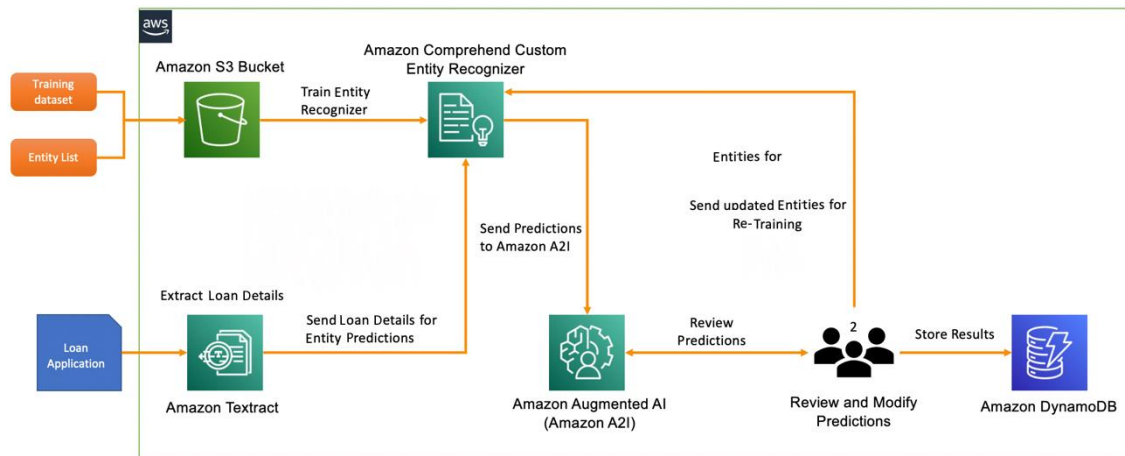 aws
Amazon Comprehend Custom
Entity Recognizer
Amazon S3 Bucket
Training
dataset
Train Entity
Recognizer
Entity List
Entities for
Send updated Entities for
Re-Training
Send Predictions
to Amazon A2I
Extract Loan Details
Loan
Application
Send Loan Details for
Entity Predictions
Review
Predictions
2
Store Results
Amazon Textract
Amazon Augmented AI
(Amazon A2I)
Review and Modify
Predictions
Amazon DynamoDB